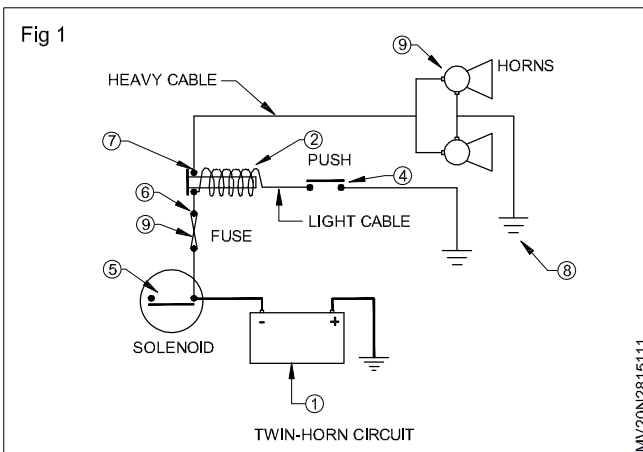 Fig 1
9
HORNS
HEAVY CABLE
7
2
PUSH
4
6
LIGHT CABLE
9
FUSE
8
5
SOLENOID
- +
1
TWIN-HORN CIRCUIT
MV20N2815111